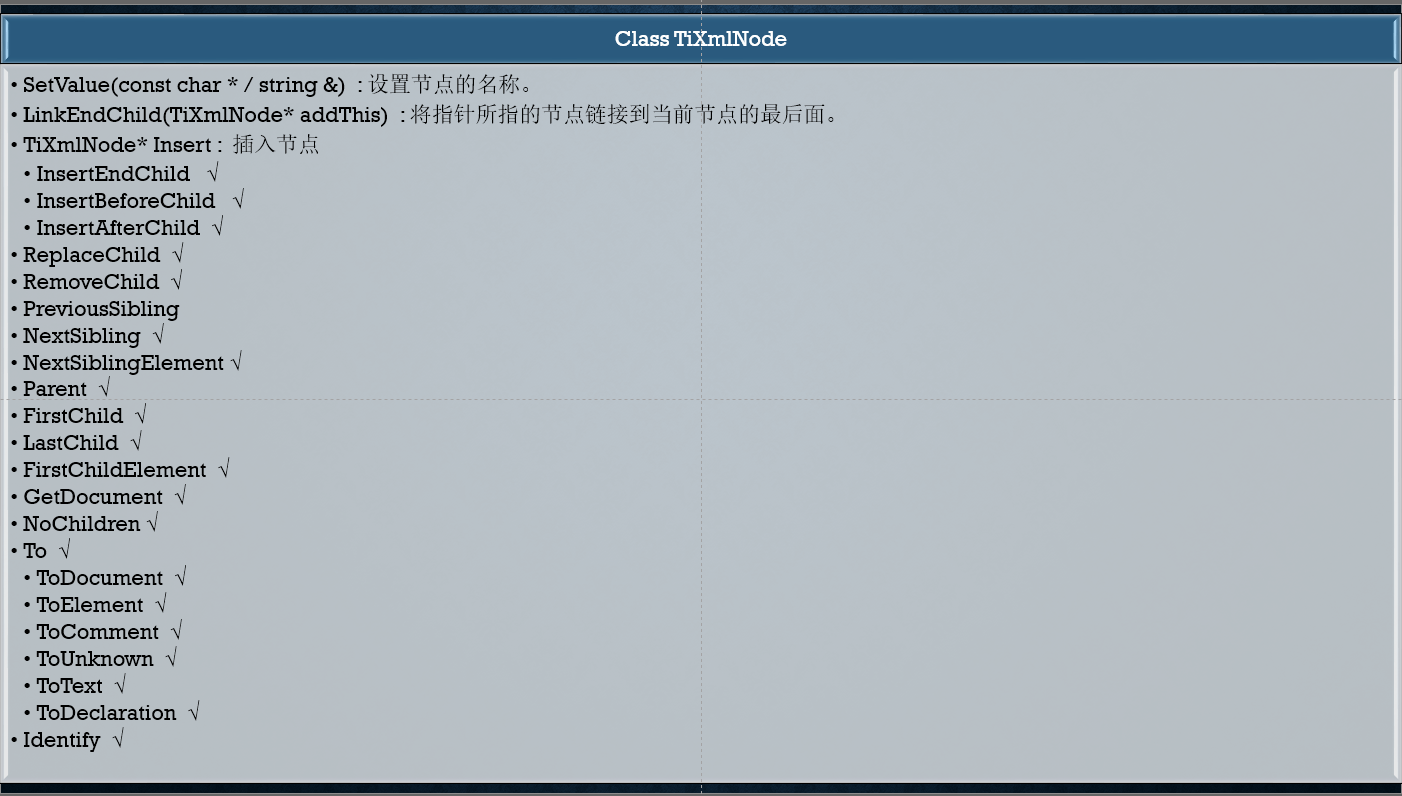 Class TiXmlNode
• SetValue(const char * / string &) : 设置节点的名称。
• LinkEndChild(TiXmlNode* addThis) : 将指针所指的节点链接到当前节点的最后面。
• TiXmlNode* Insert : 插入节点
• InsertEndChild √
• InsertBeforeChild √
• InsertAfterChild √
• ReplaceChild √
• RemoveChild √
• PreviousSibling
• NextSibling √
• NextSiblingElement √
• Parent √
• FirstChild √
• LastChild √
• FirstChildElement √
• GetDocument √
• NoChildren √
• To √
• ToDocument √
• ToElement √
• ToComment √
• ToUnknown √
• ToText √
• ToDeclaration √
• Identify √